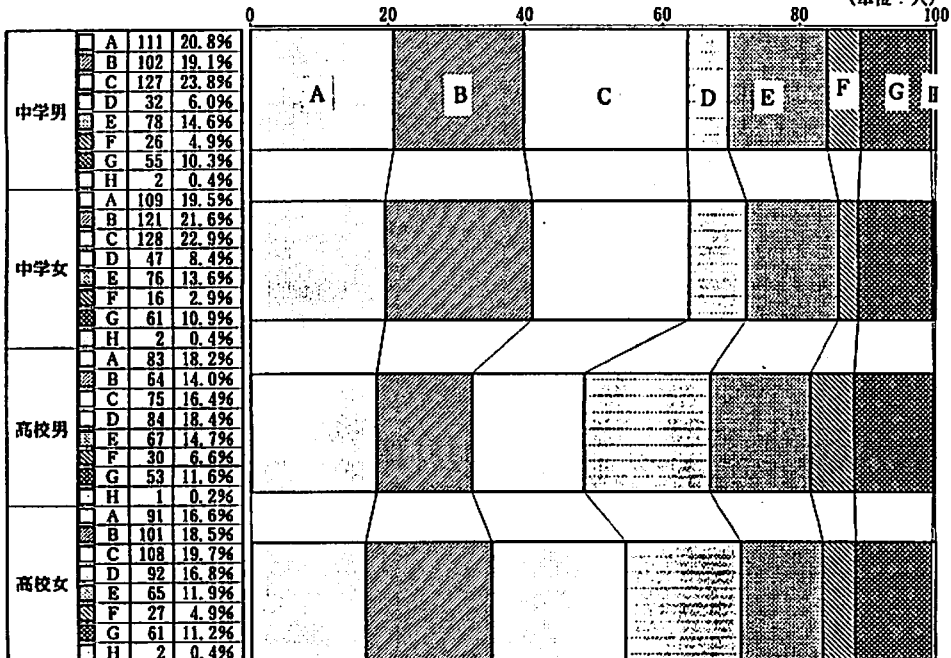 (単位:人)
0 20 40 60 80 100
中学男
A 111 20.8%
B 102 19.1%
C 127 23.8%
D 32 6.0%
E 78 14.6%
F 26 4.9%
G 55 10.3%
H 2 0.4%
A B C D E F G H
中学女
A 109 19.5%
B 121 21.6%
C 128 22.9%
D 47 8.4%
E 76 13.6%
F 16 2.9%
G 61 10.9%
H 2 0.4%
高校男
A 83 18.2%
B 64 14.0%
C 75 16.4%
D 84 18.4%
E 67 14.7%
F 30 6.6%
G 53 11.6%
H 1 0.2%
高校女
A 91 16.6%
B 101 18.5%
C 108 19.7%
D 92 16.8%
E 65 11.9%
F 27 4.9%
G 61 11.2%
H 2 0.4%